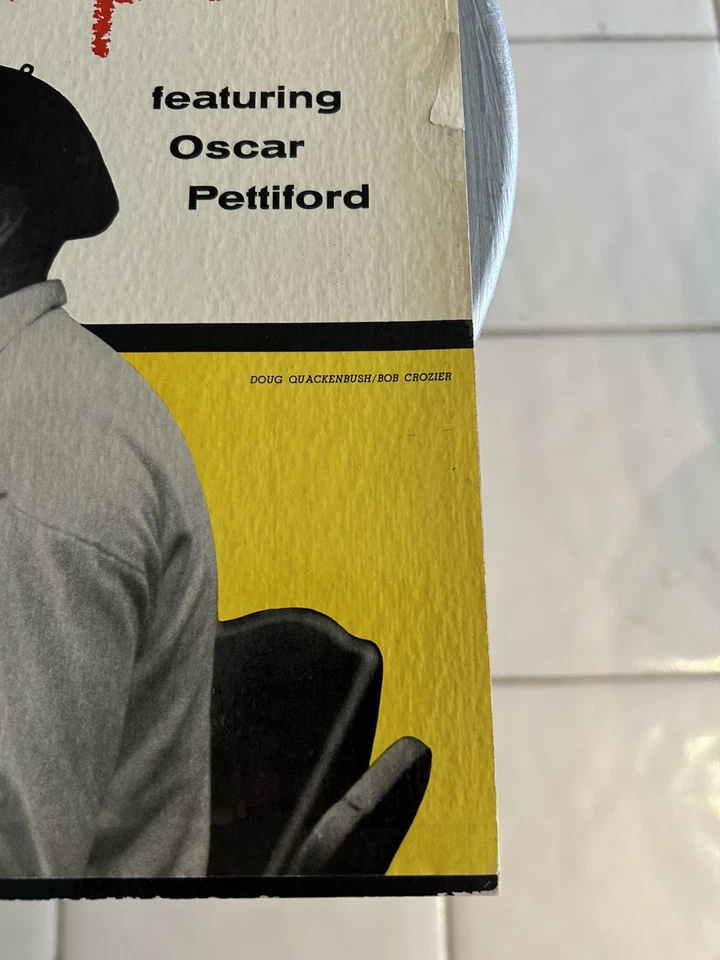 featuring
Oscar
Pettiford
DOUG QUACKENBUSH/BOB CROZIER